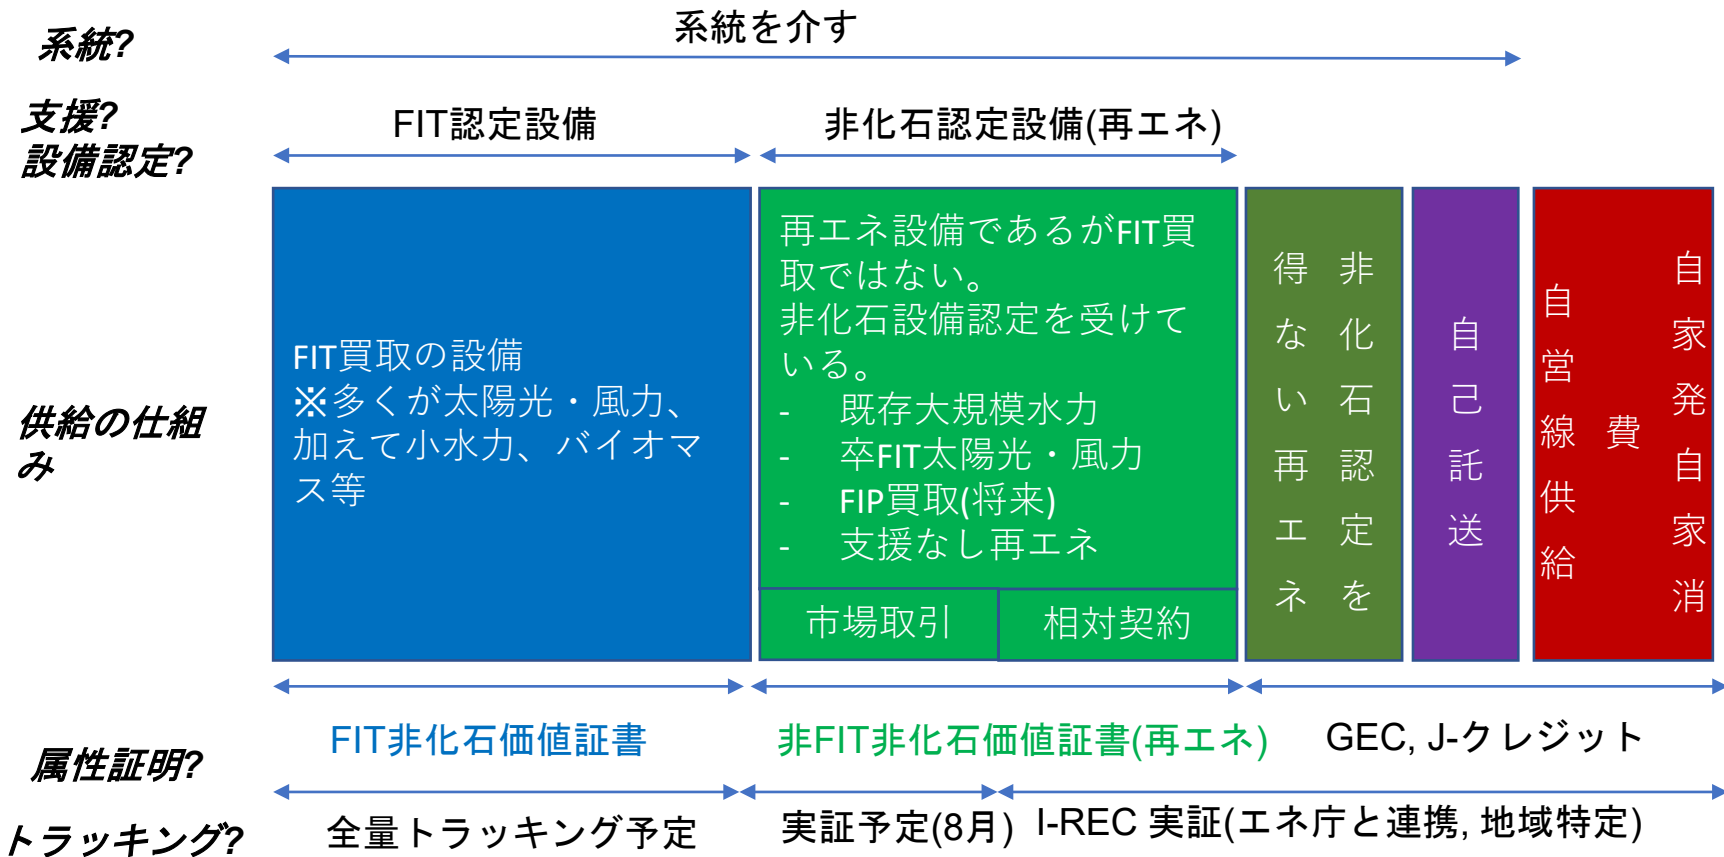 系統?
系統を介す
支援?
設備認定?
FIT認定設備
非化石認定設備(再エネ)
供給の仕組
み
FIT買取の設備
※多くが太陽光・風力、
加えて小水力、バイオマ
ス等
再エネ設備であるがFIT買
取ではない。
非化石設備認定を受けて
いる。
- 既存大規模水力
- 卒FIT太陽光・風力
- FIP買取(将来)
- 支援なし再エネ
市場取引
相対契約
非化石認定を
得ない再エネ
自己託送
自家発自家消
費
自営線供給
属性証明?
FIT非化石価値証書
非FIT非化石価値証書(再エネ)
GEC, J-クレジット
トラッキング?
全量トラッキング予定
実証予定(8月)
I-REC 実証(エネ庁と連携, 地域特定)